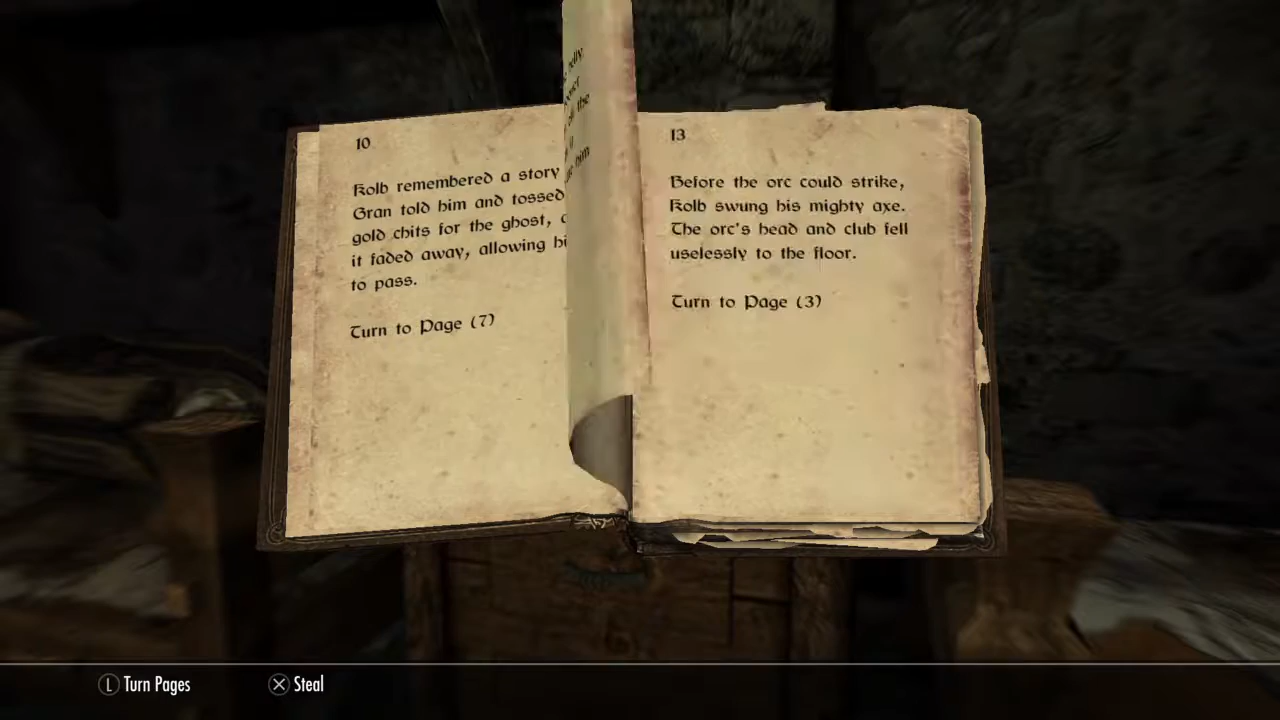 10
Kolb remembered a story
Gran told him and tossed
gold chits for the ghost,
it faded away, allowing
to pass.
Turn to Page (7)
the
him
13
Before the orc could strike,
Kolb swung his mighty axe.
The orc's head and club fell
uselessly to the floor.
Turn to Page (3)
L Turn Pages
X Steal